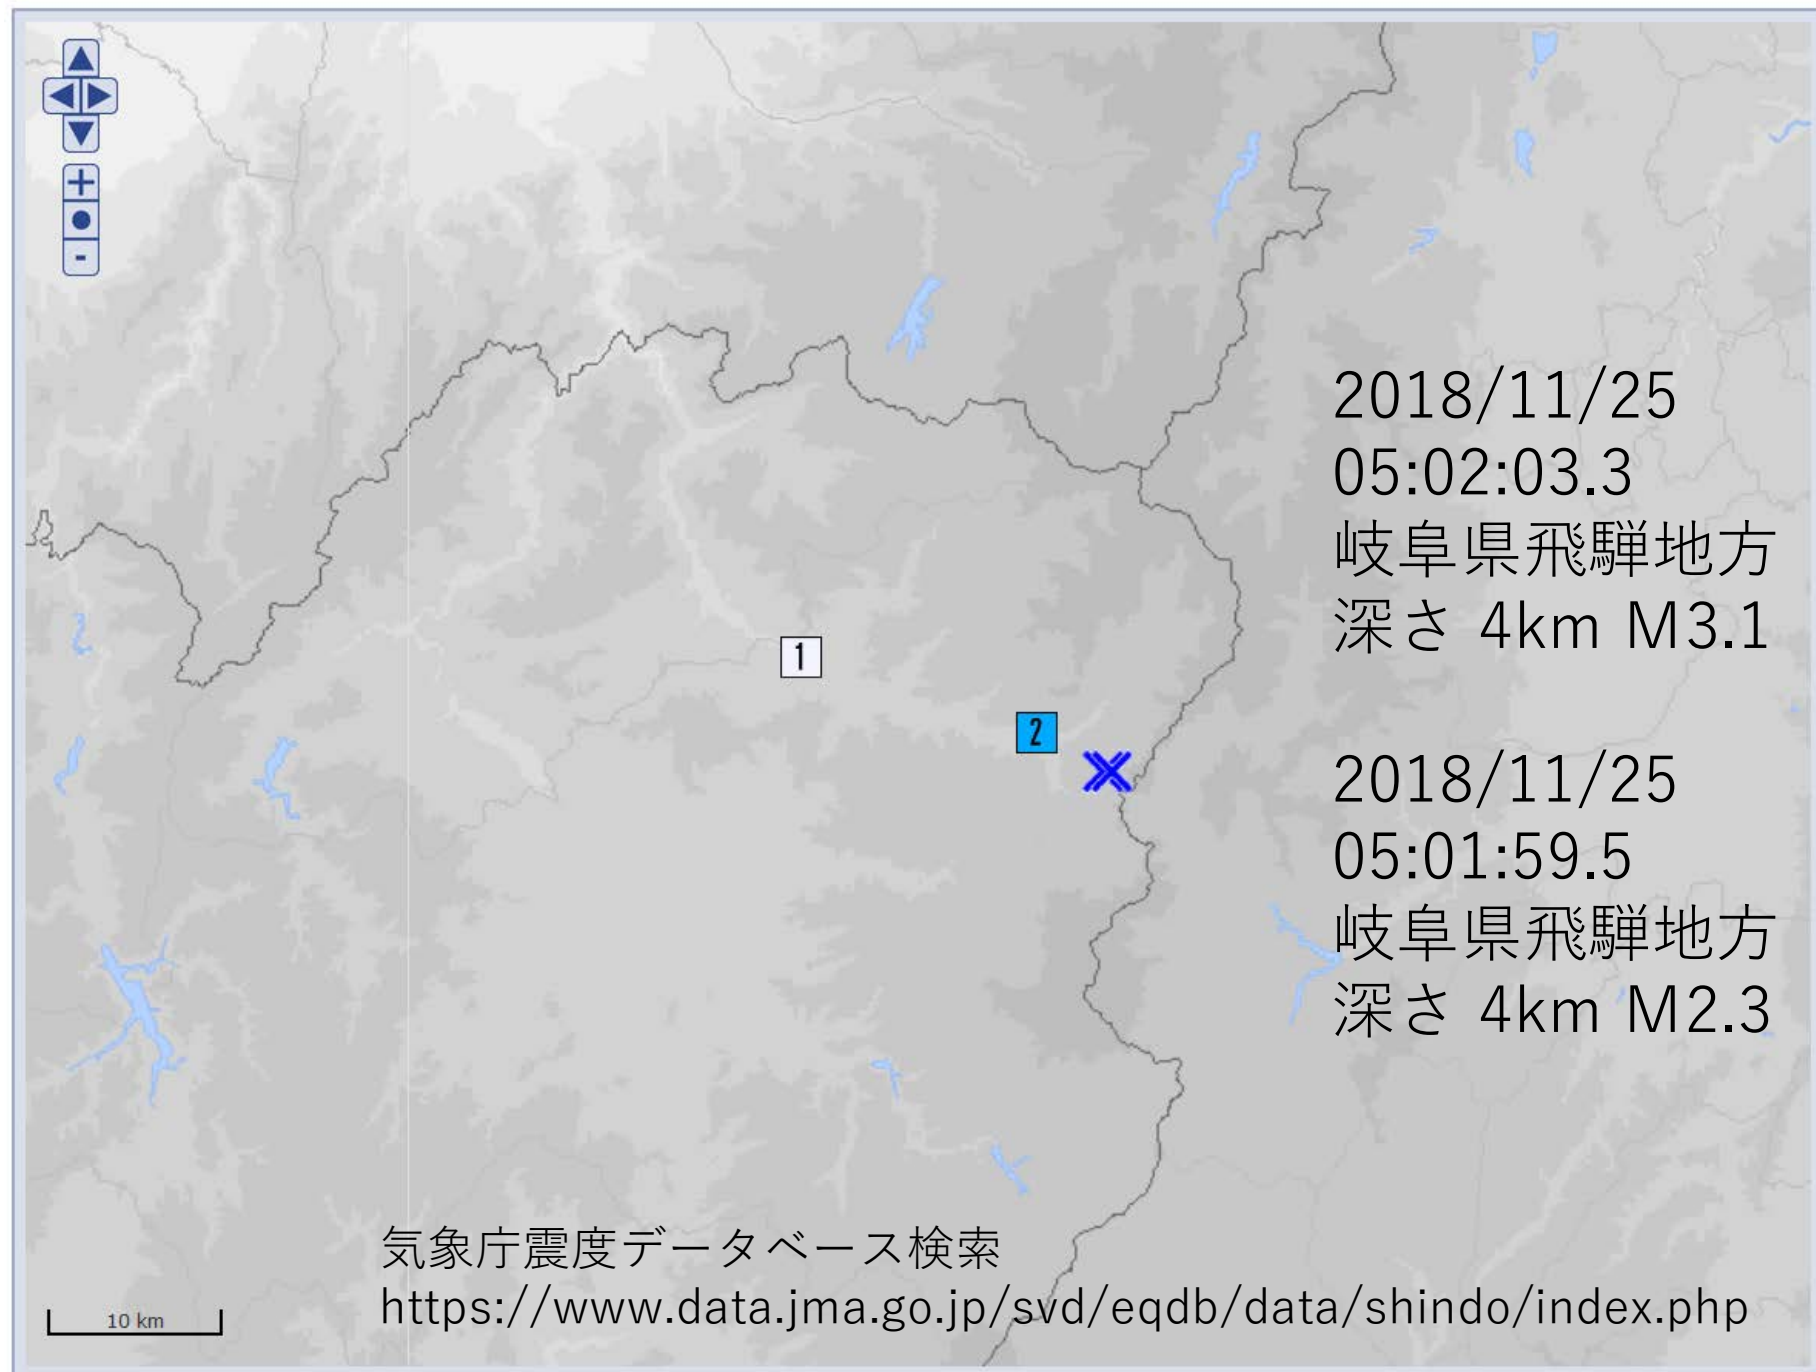 +
-
2018/11/25
05:02:03.3
岐阜県飛騨地方
深さ 4km M3.1
1
2
2018/11/25
05:01:59.5
岐阜県飛騨地方
深さ 4km M2.3
気象庁震度データベース検索
https://www.data.jma.go.jp/svd/eqdb/data/shindo/index.php
10 km